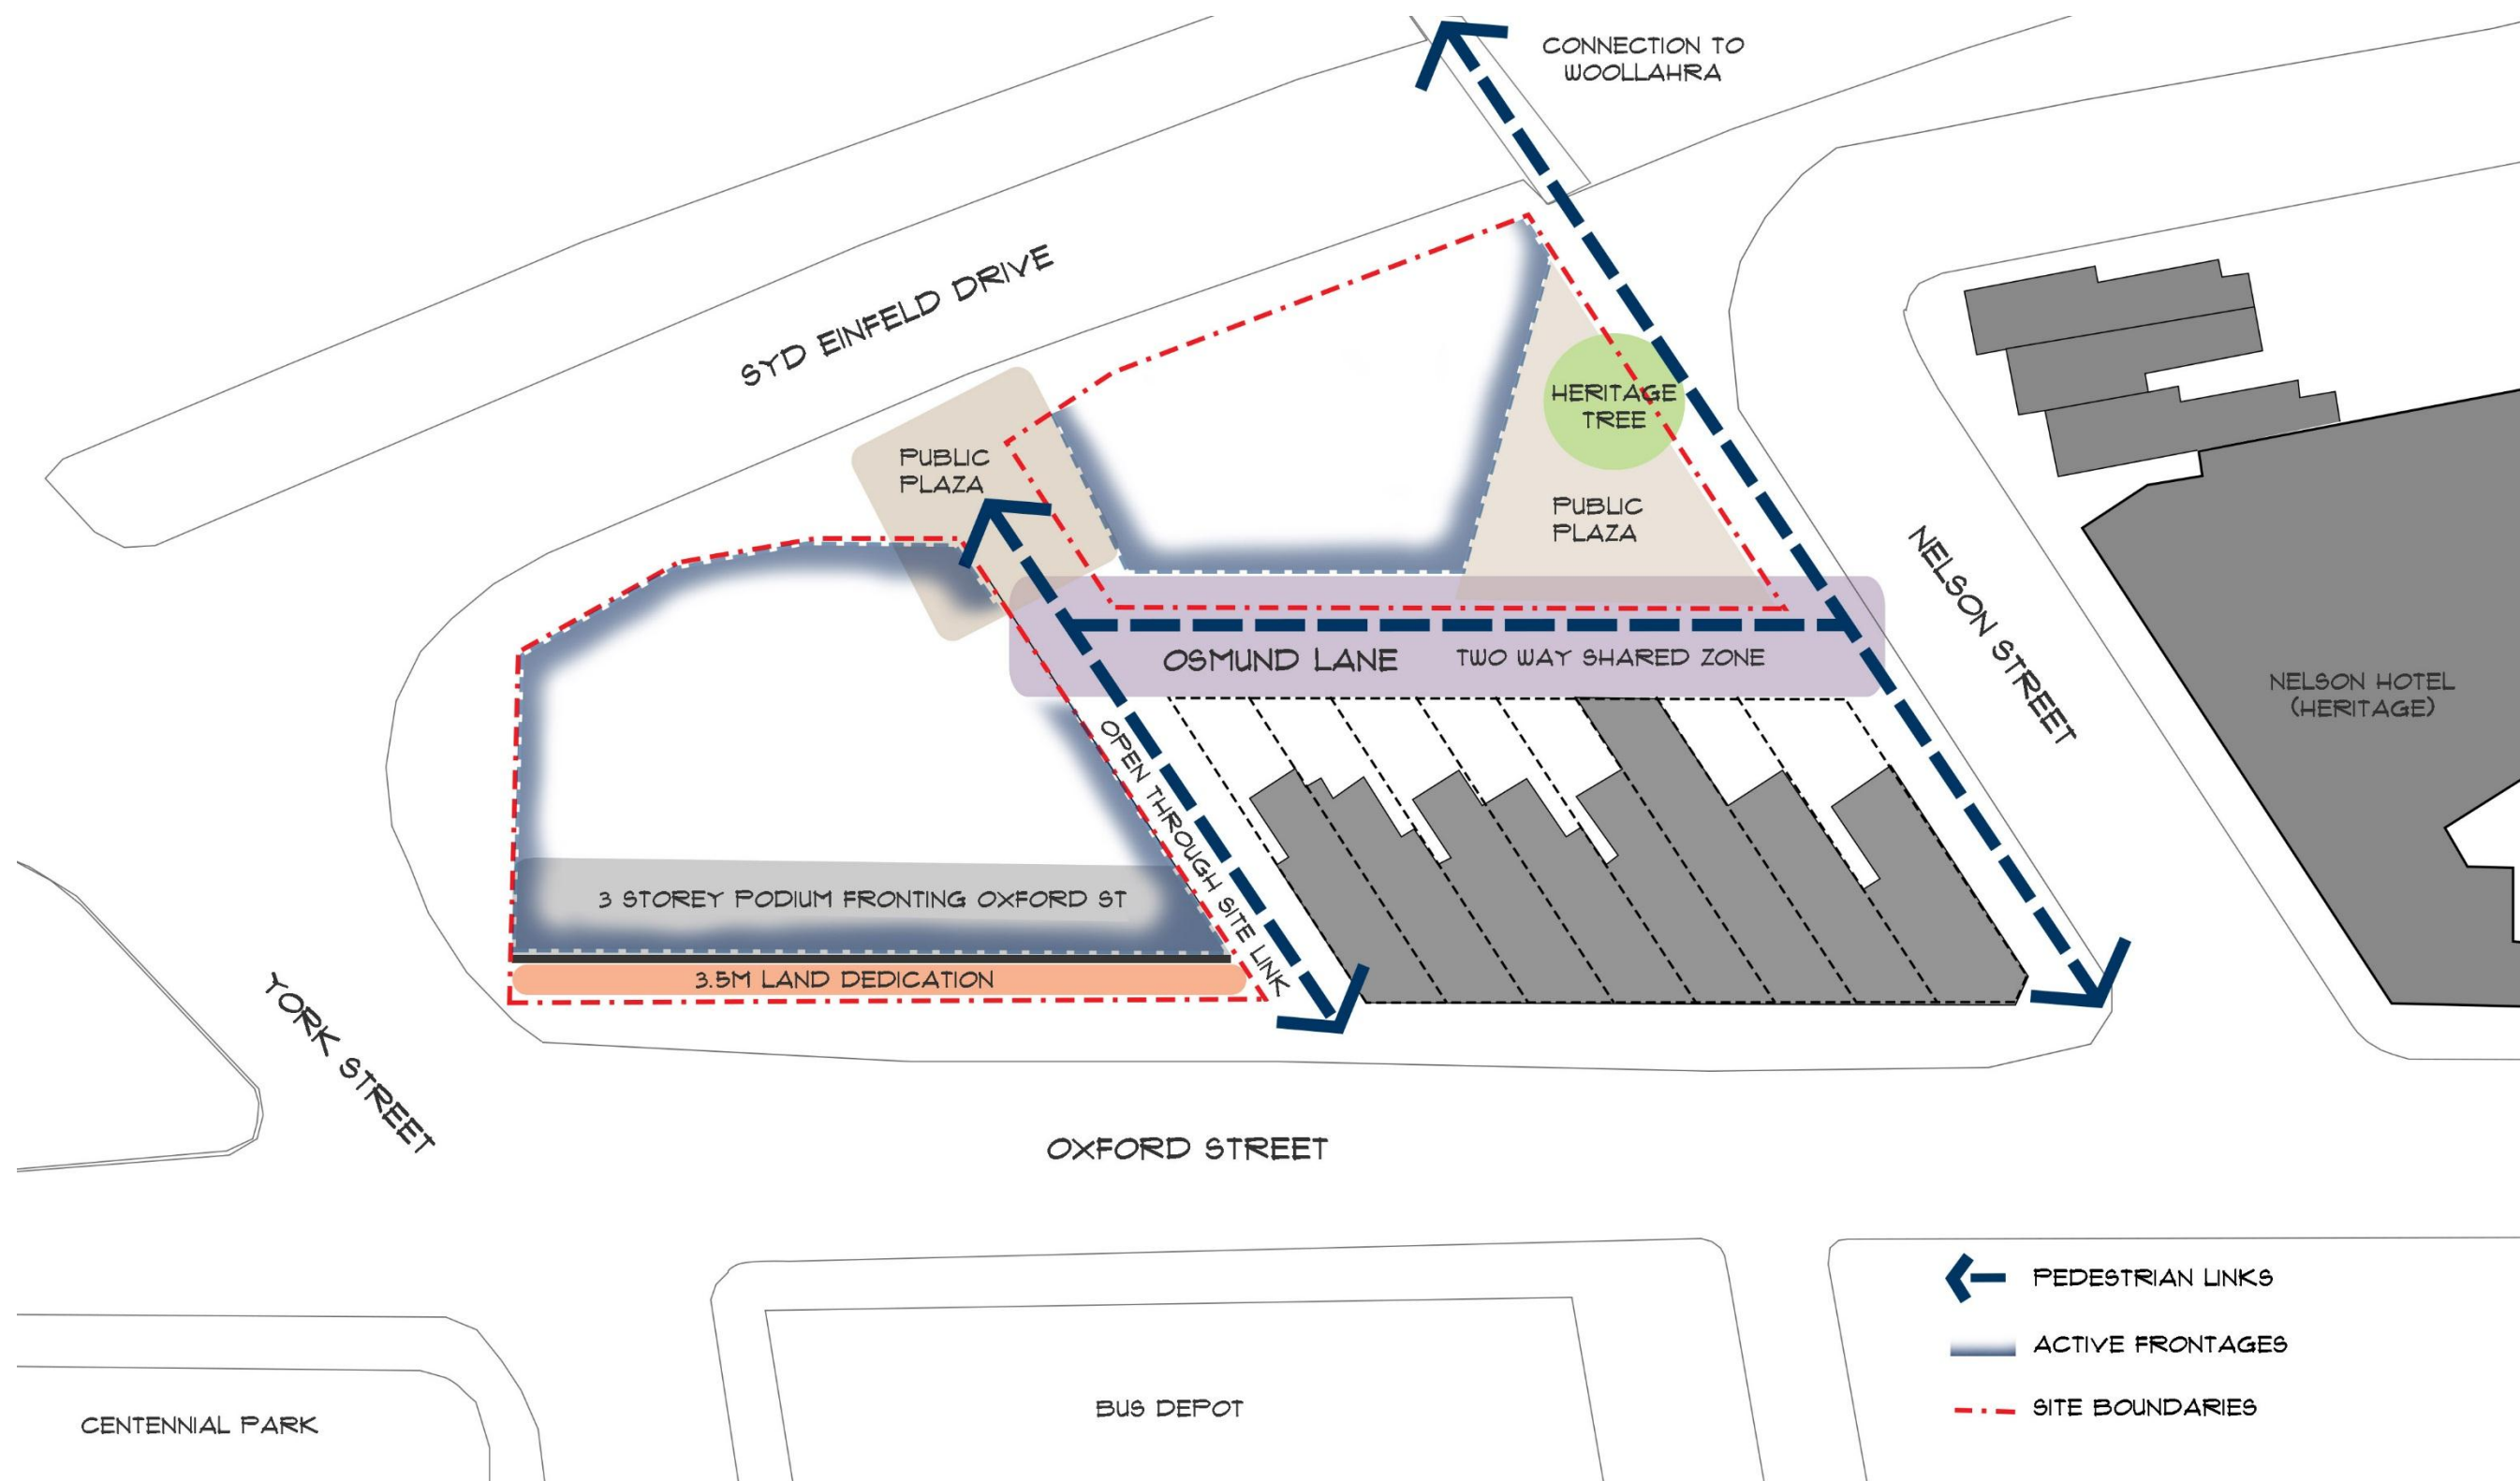 CONNECTION TO
WOOLLAHRA
SYD EINFELD DRIVE
HERITAGE
TREE
PUBLIC
PLAZA
PUBLIC
PLAZA
OSMUND LANE
TWO WAY SHARED ZONE
NELSON STREET
NELSON HOTEL
(HERITAGE)
OPEN THROUGH SITE LINK
3 STOREY PODIUM FRONTING OXFORD ST
3.5M LAND DEDICATION
YORK STREET
OXFORD STREET
PEDESTRIAN LINKS
ACTIVE FRONTAGES
SITE BOUNDARIES
CENTENNIAL PARK
BUS DEPOT